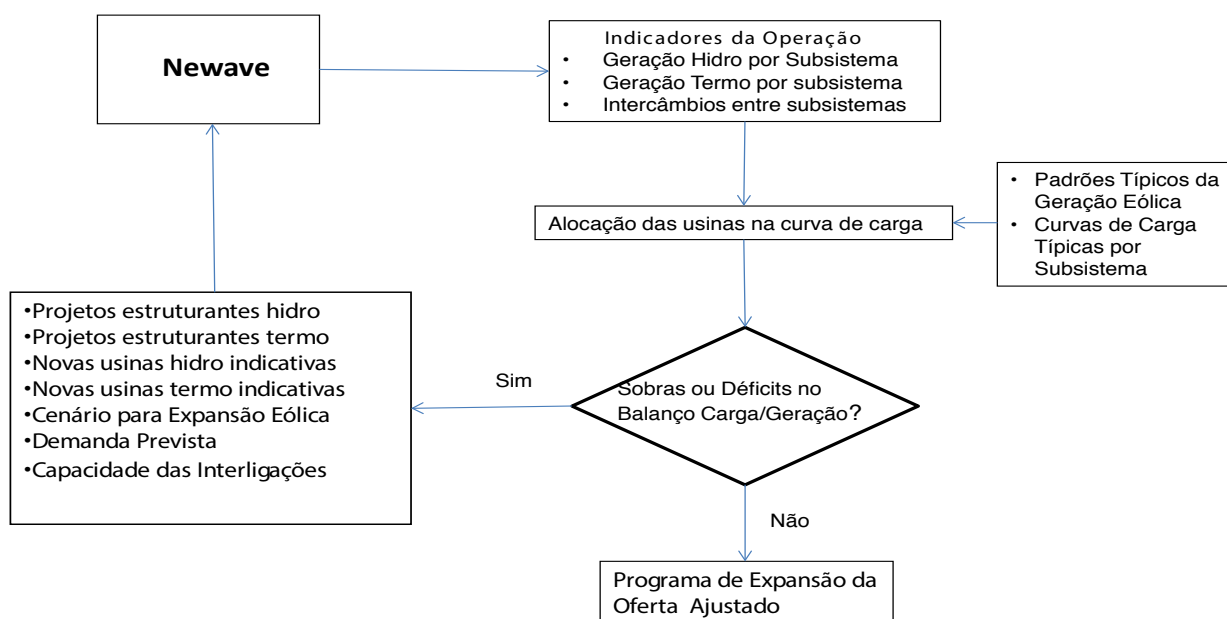 Newave
Indicadores da Operação
• Geração Hidro por Subsistema
• Geração Termo por subsistema
• Intercâmbios entre subsistemas
• Padrões Típicos da
Geração Eólica
• Curvas de Carga
Típicas por
Subsistema
Alocação das usinas na curva de carga
•Projetos estruturantes hidro
•Projetos estruturantes termo
•Novas usinas hidro indicativas
•Novas usinas termo indicativas
•Cenário para Expansão Eólica
•Demanda Prevista
•Capacidade das Interligações
Sim
Sobras ou Déficits no
Balanço Carga/Geração?
Não
Programa de Expansão da
Oferta Ajustado